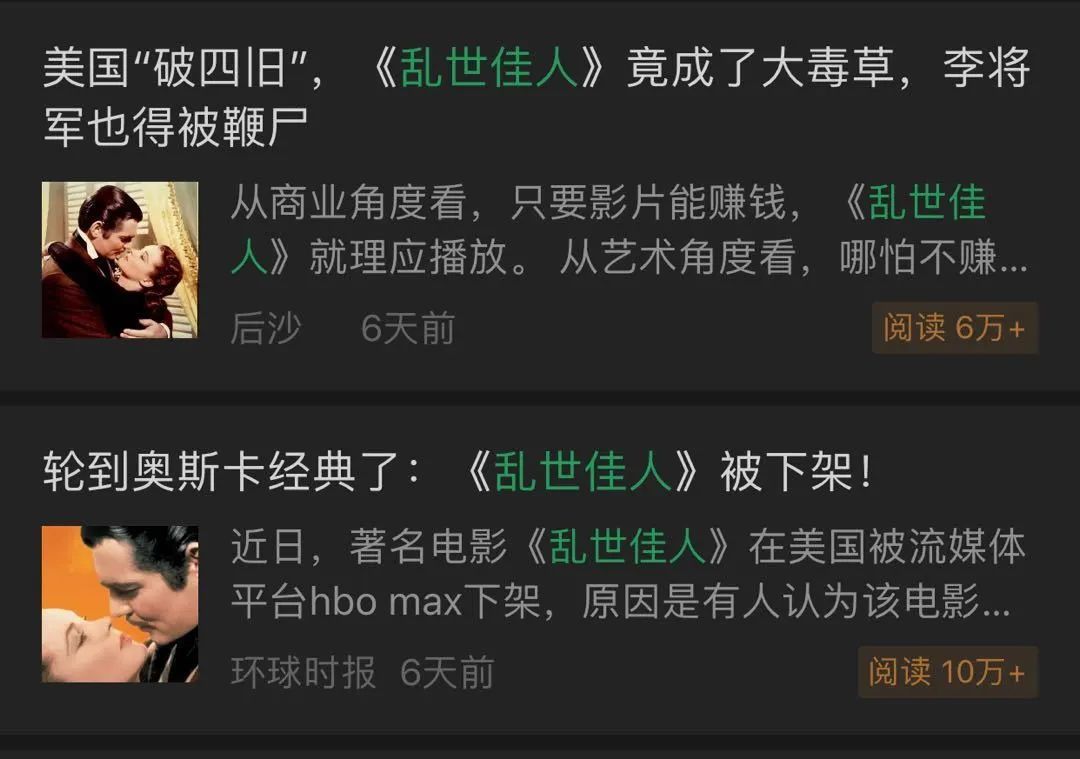 美国“破四旧”，《乱世佳人》竟成了大毒草，李将
军也得被鞭尸
从商业角度看，只要影片能赚钱，《乱世佳
人》就理应播放。从艺术角度看，哪怕不赚...
后沙 6天前
阅读 6万+
轮到奥斯卡经典了：《乱世佳人》被下架！
近日，著名电影《乱世佳人》在美国被流媒体
平台hbo max下架，原因是有人认为该电影...
环球时报 6天前
阅读 10万+